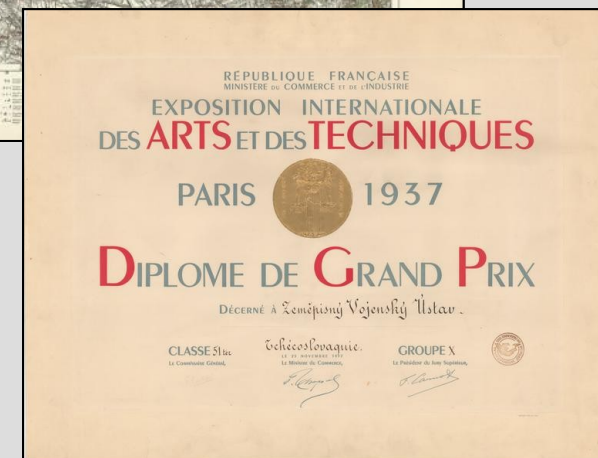 RÉPUBLIQUE FRANÇAISE
MINISTÈRE DU COMMERCE ET DE L'INDUSTRIE
EXPOSITION INTERNATIONALE
DES ARTS ET DES TECHNIQUES
PARIS 1937
DIPLOME DE GRAND PRIX
DÉCERNÉ A Zeměpisný Vojenský Ústav.
CLASSE 51 ter Tchécoslovaquie. GROUPE X
Le Commissaire Général, Le Ministre du Commerce, Le Président du Jury Supérieur,